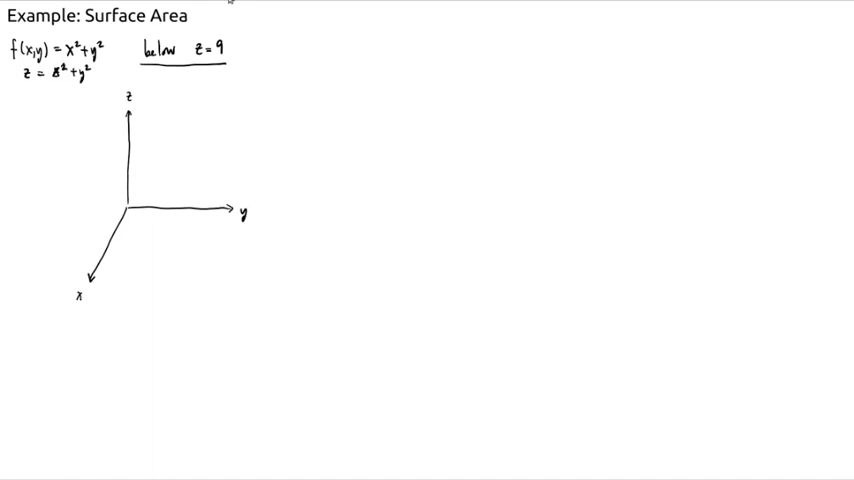 Example: Surface Area
f(x,y) = x²+y² below z=9
z = x²+y²
z
y
x